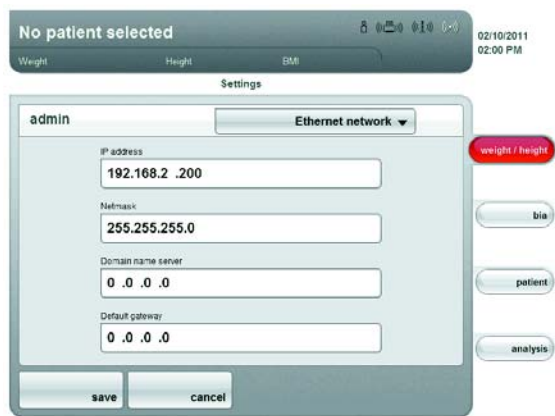 No patient selected
02/10/2011
02:00 PM
Weight Height BMI
Settings
admin Ethernet network
IP address
192.168.2 .200
weight / height
Netmask
255.255.255.0
bia
Domain name server
0 .0 .0 .0
patient
Default gateway
0 .0 .0 .0
analysis
save cancel